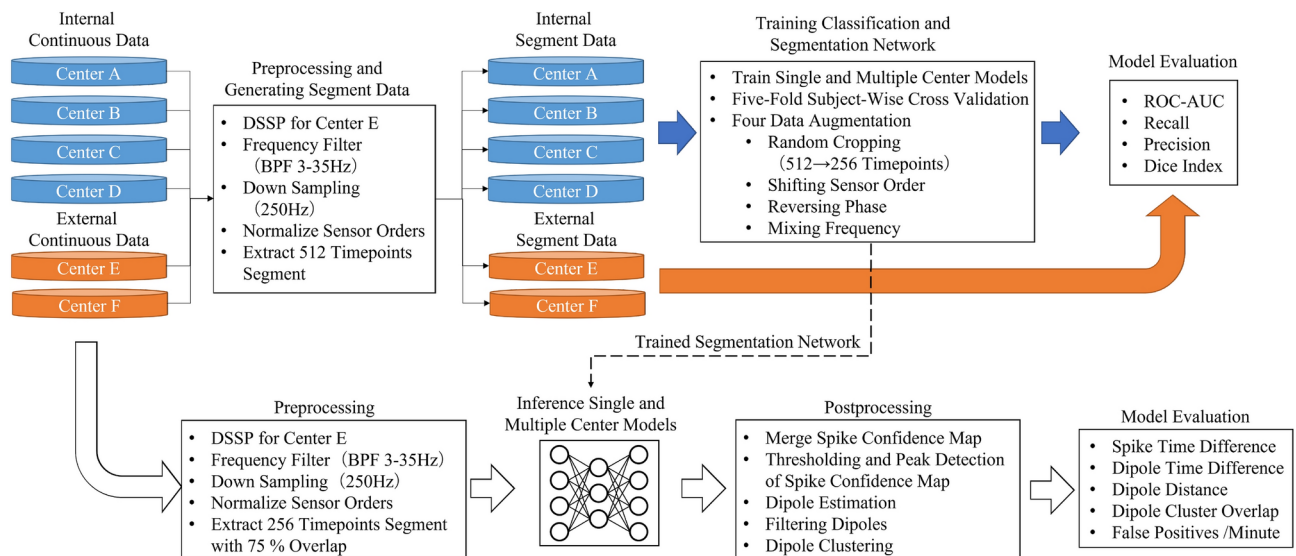 Internal
Continuous Data
Center A
Center B
Center C
Center D
External
Continuous Data
Center E
Center F
Preprocessing and
Generating Segment Data
• DSSP for Center E
• Frequency Filter
(BPF 3-35Hz)
• Down Sampling
(250Hz)
• Normalize Sensor Orders
• Extract 512 Timepoints
Segment
Internal
Segment Data
Center A
Center B
Center C
Center D
External
Segment Data
Center E
Center F
Training Classification and
Segmentation Network
• Train Single and Multiple Center Models
• Five-Fold Subject-Wise Cross Validation
• Four Data Augmentation
• Random Cropping
(512→256 Timepoints)
• Shifting Sensor Order
• Reversing Phase
• Mixing Frequency
Model Evaluation
• ROC-AUC
• Recall
• Precision
• Dice Index
Trained Segmentation Network
Preprocessing
• DSSP for Center E
• Frequency Filter (BPF 3-35Hz)
• Down Sampling (250Hz)
• Normalize Sensor Orders
• Extract 256 Timepoints Segment
with 75 % Overlap
Inference Single and
Multiple Center Models
Postprocessing
• Merge Spike Confidence Map
• Thresholding and Peak Detection
of Spike Confidence Map
• Dipole Estimation
• Filtering Dipoles
• Dipole Clustering
Model Evaluation
• Spike Time Difference
• Dipole Time Difference
• Dipole Distance
• Dipole Cluster Overlap
• False Positives /Minute